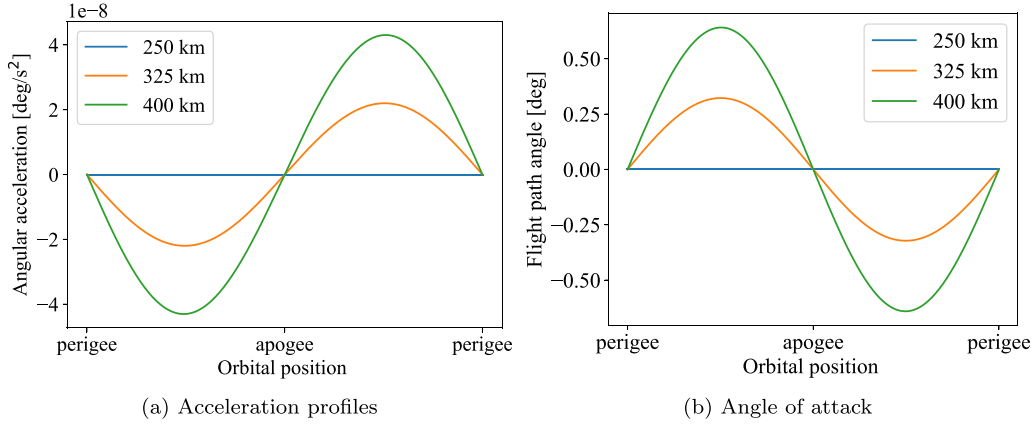 1e−8
Angular acceleration [deg/s²]
4
2
0
−2
−4
250 km
325 km
400 km
perigee
apogee
perigee
Orbital position
(a) Acceleration profiles
Flight path angle [deg]
0.50
0.25
0.00
−0.25
−0.50
250 km
325 km
400 km
perigee
apogee
perigee
Orbital position
(b) Angle of attack